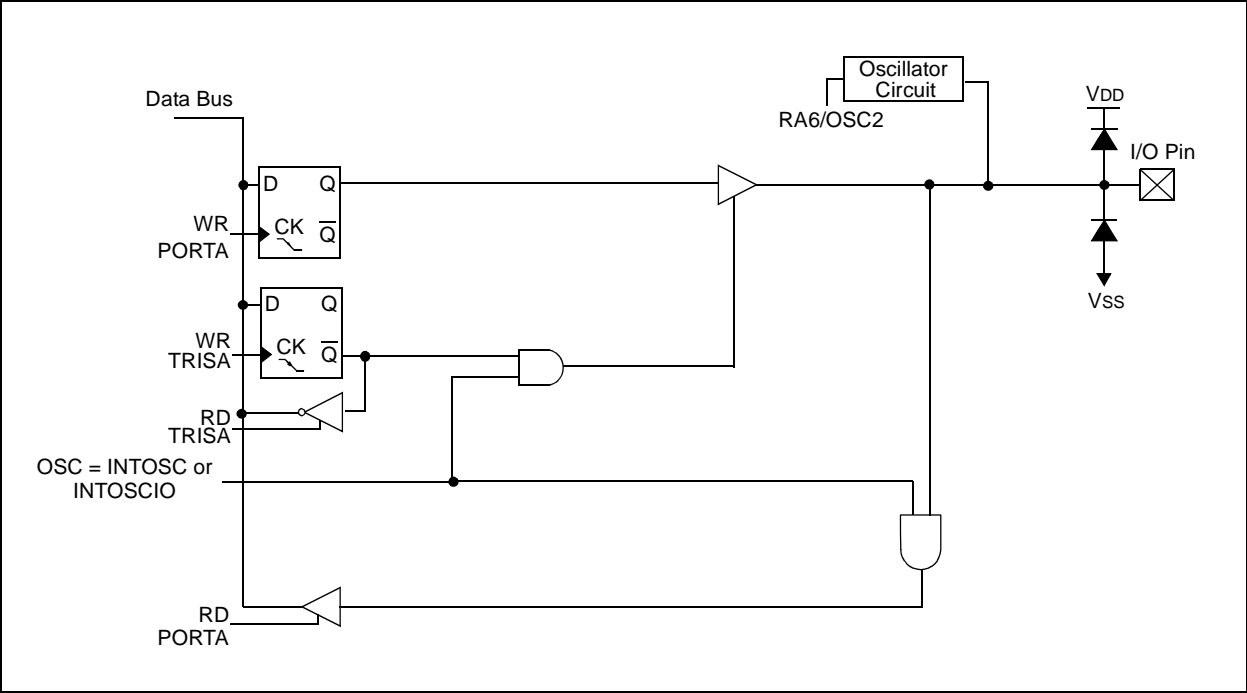 Oscillator
Circuit
RA6/OSC2
VDD
I/O Pin
Data Bus
D Q
WR
PORTA
CK Q̅
D Q
WR
TRISA
CK Q̅
RD
TRISA
OSC = INTOSC or
INTOSCIO
VSS
RD
PORTA